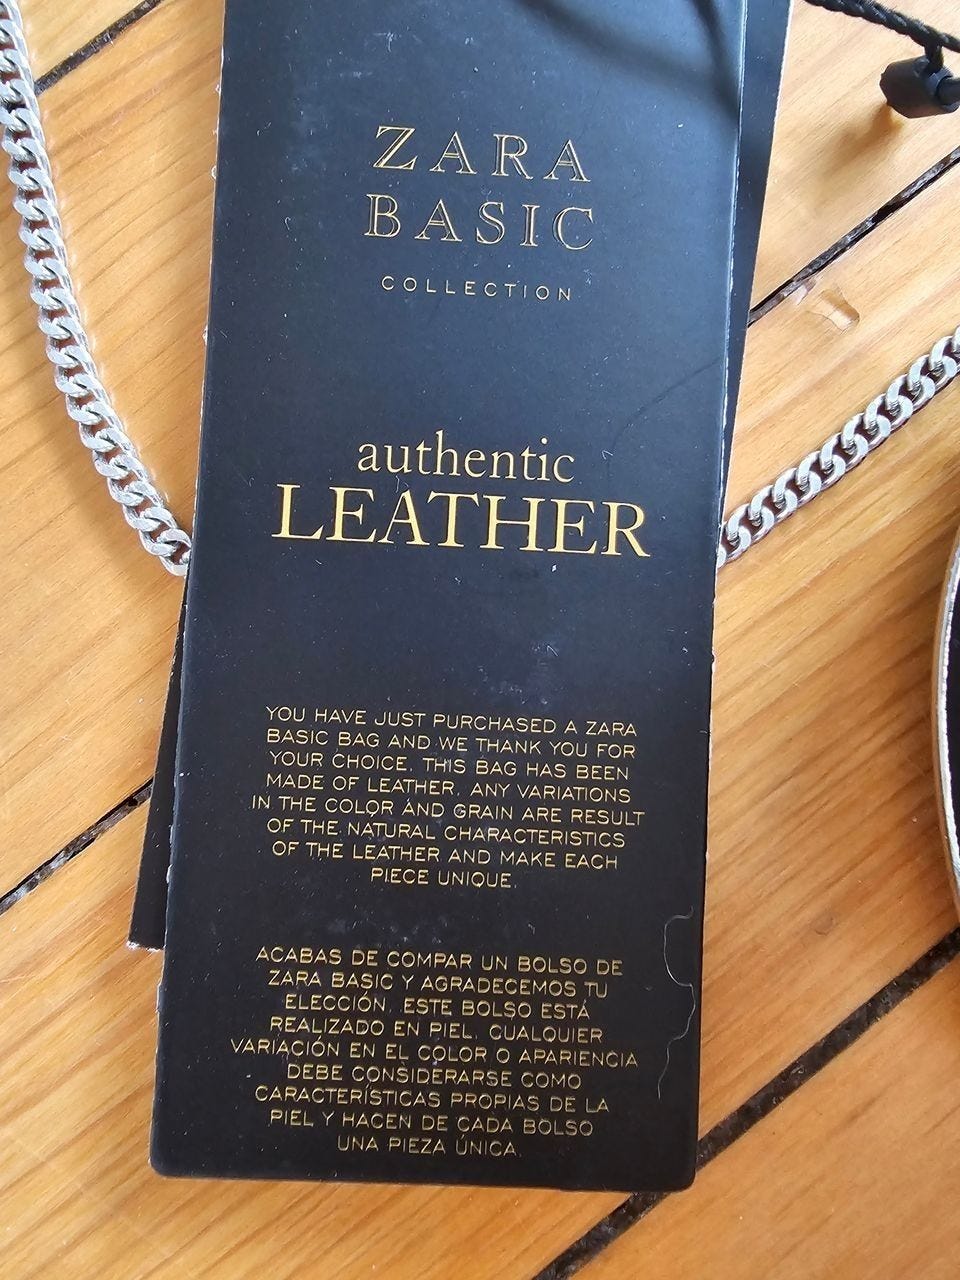 ZARA
BASIC
COLLECTION
authentic
LEATHER
YOU HAVE JUST PURCHASED A ZARA
BASIC BAG AND WE THANK YOU FOR
YOUR CHOICE. THIS BAG HAS BEEN
MADE OF LEATHER. ANY VARIATIONS
IN THE COLOR AND GRAIN ARE RESULT
OF THE NATURAL CHARACTERISTICS
OF THE LEATHER AND MAKE EACH
PIECE UNIQUE.
ACABAS DE COMPAR UN BOLSO DE
ZARA BASIC Y AGRADECEMOS TU
ELECCIÓN. ESTE BOLSO ESTÁ
REALIZADO EN PIEL. CUALQUIER
VARIACIÓN EN EL COLOR O APARIENCIA
DEBE CONSIDERARSE COMO
CARACTERÍSTICAS PROPIAS DE LA
PIEL Y HACEN DE CADA BOLSO
UNA PIEZA ÚNICA.